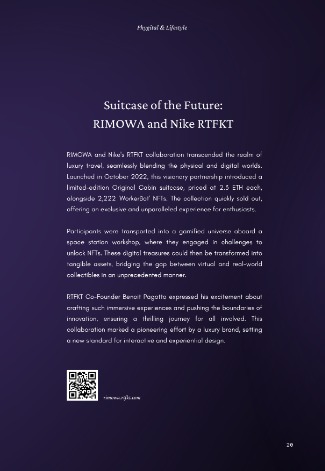 Phygital & Lifestyle
Suitcase of the Future:
RIMOWA and Nike RTFKT
RIMOWA and Nike's RTFKT collaboration transcended the realm of
luxury travel, seamlessly blending the physical and digital worlds.
Launched in October 2022, this visionary partnership introduced a
limited-edition Original Cabin suitcase, priced at 2.5 ETH each,
alongside 2,222 NFTs. The collection quickly sold out,
offering an exclusive and unparalleled experience for enthusiasts.
Participants were transported into a gamified universe aboard a
space station workshop, where they engaged in challenges to
unlock NFTs. These digital treasures could then be transformed into
tangible assets, bridging the gap between virtual and real-world
collectibles in an unprecedented manner.
RTFKT Co-Founder Benoit Pagotto expressed his excitement about
crafting such immersive experiences and pushing the boundaries of
innovation, ensuring a thrilling journey for all involved. This
collaboration marked a pioneering effort by a luxury brand, setting
a new standard for interactive and experiential design.
20